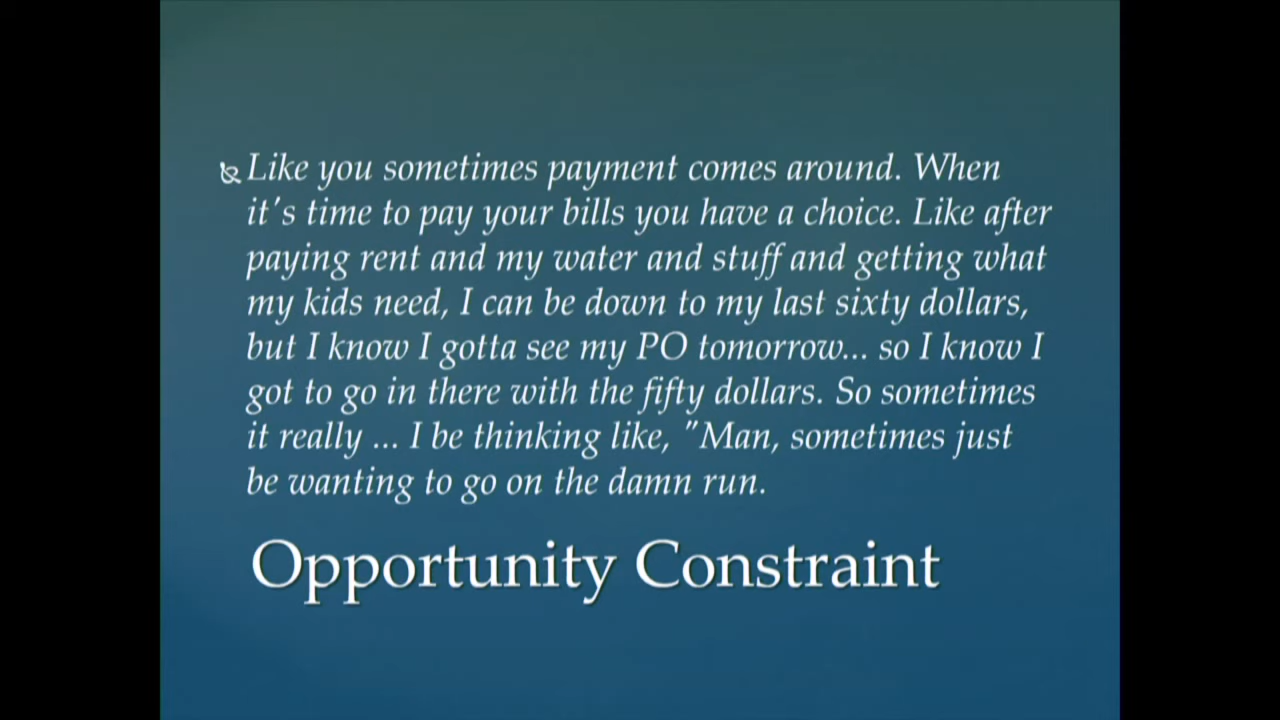 Like you sometimes payment comes around. When
it's time to pay your bills you have a choice. Like after
paying rent and my water and stuff and getting what
my kids need, I can be down to my last sixty dollars,
but I know I gotta see my PO tomorrow... so I know I
got to go in there with the fifty dollars. So sometimes
it really ... I be thinking like, "Man, sometimes just
be wanting to go on the damn run.
Opportunity Constraint